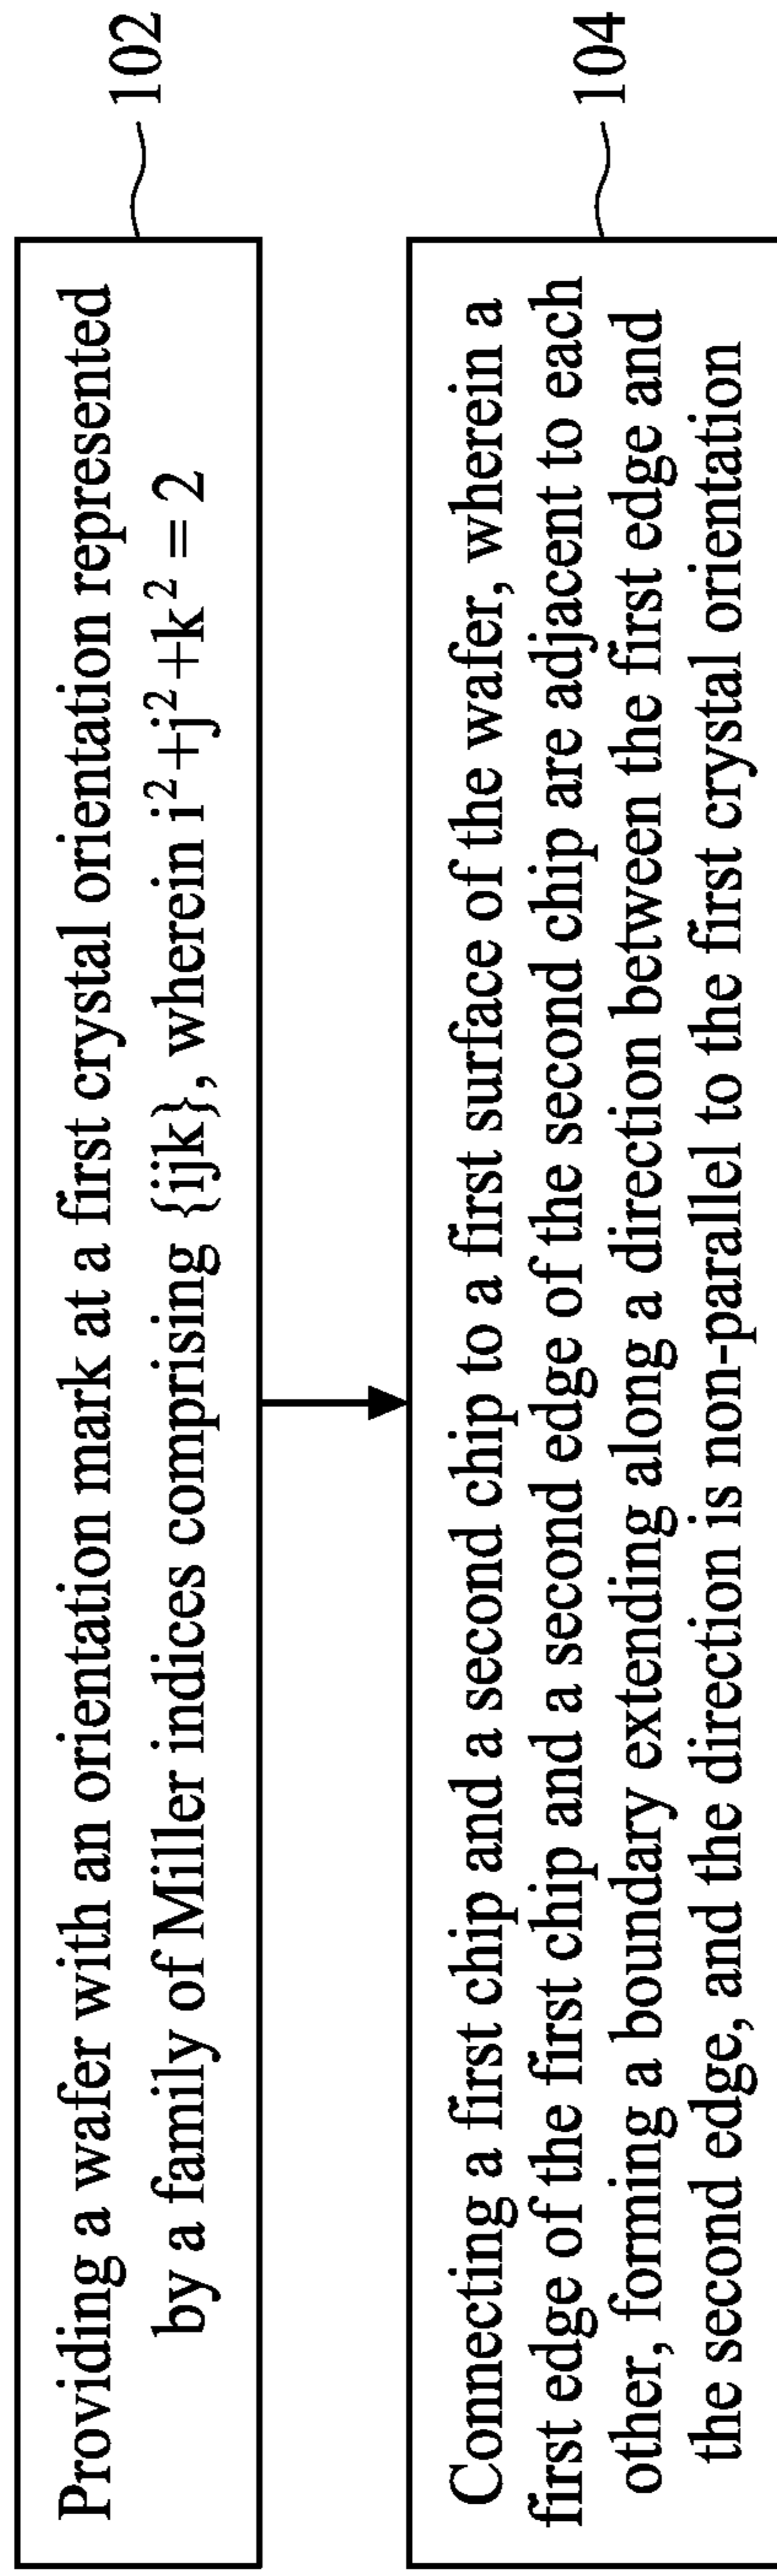 Providing a wafer with an orientation mark at a first crystal orientation represented
by a family of Miller indices comprising {ijk}, wherein i²+j²+k² = 2
102
Connecting a first chip and a second chip to a first surface of the wafer, wherein a
first edge of the first chip and a second edge of the second chip are adjacent to each
other, forming a boundary extending along a direction between the first edge and
the second edge, and the direction is non-parallel to the first crystal orientation
104